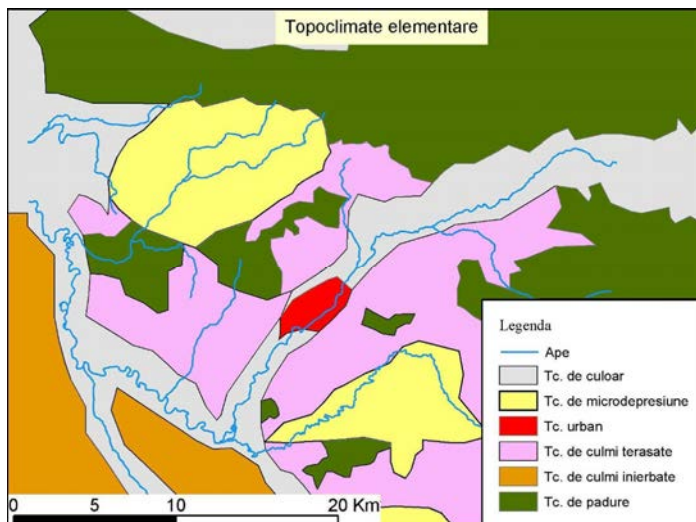 Topoclimate elementare
Legenda
Ape
Tc. de culoar
Tc. de microdepresiune
Tc. urban
Tc. de culmi terasate
Tc. de culmi inierbate
Tc. de padure
0 5 10 20 Km